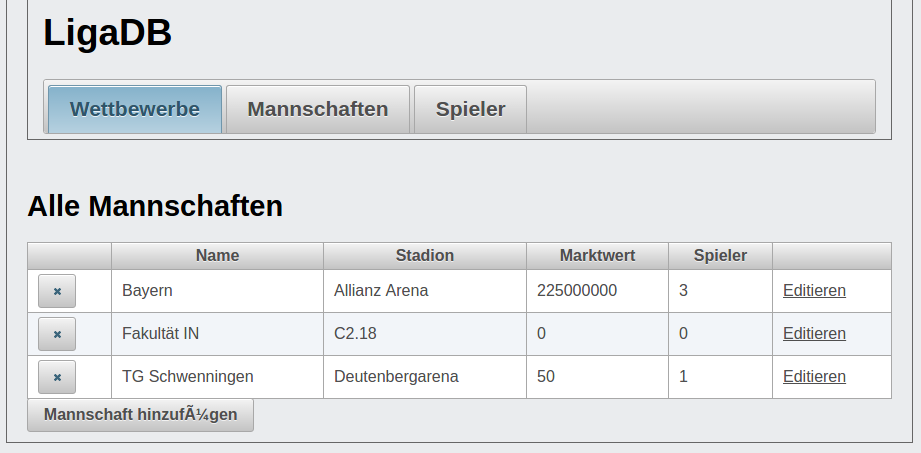 LigaDB
Wettbewerbe Mannschaften Spieler
Alle Mannschaften
Name Stadion Marktwert Spieler
Bayern Allianz Arena 225000000 3 Editieren
Fakultät IN C2.18 0 0 Editieren
TG Schwenningen Deutenbergarena 50 1 Editieren
Mannschaft hinzufÃ¼gen